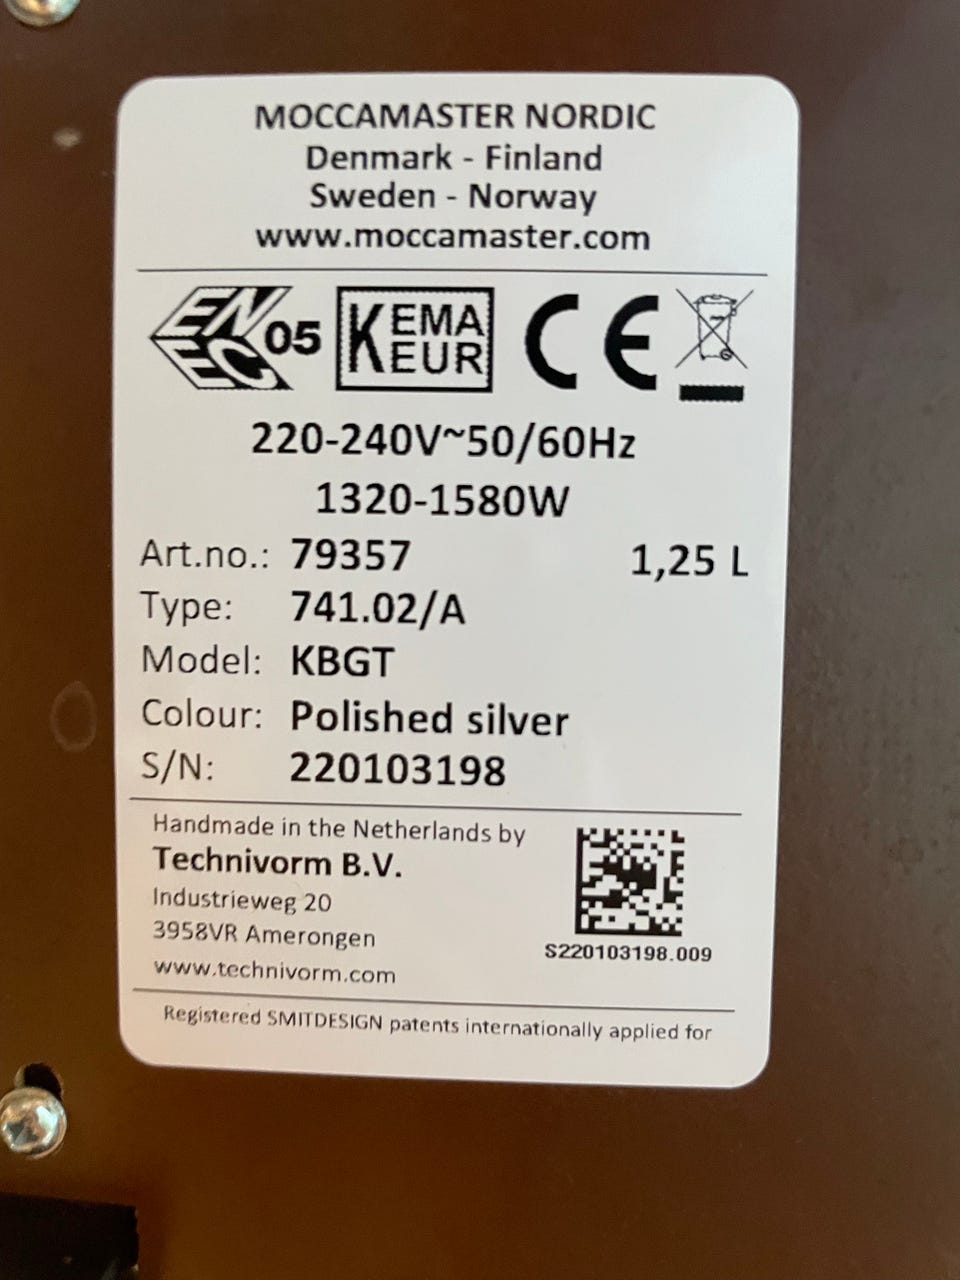 MOCCAMASTER NORDIC
Denmark - Finland
Sweden - Norway
www.moccamaster.com
EN EC 05 KEMA KEUR CE
220-240V~50/60Hz
1320-1580W
Art.no.: 79357 1,25 L
Type: 741.02/A
Model: KBGT
Colour: Polished silver
S/N: 220103198
Handmade in the Netherlands by
Technivorm B.V.
Industrieweg 20
3958VR Amerongen
www.technivorm.com
S220103198.009
Registered SMITDESIGN patents internationally applied for